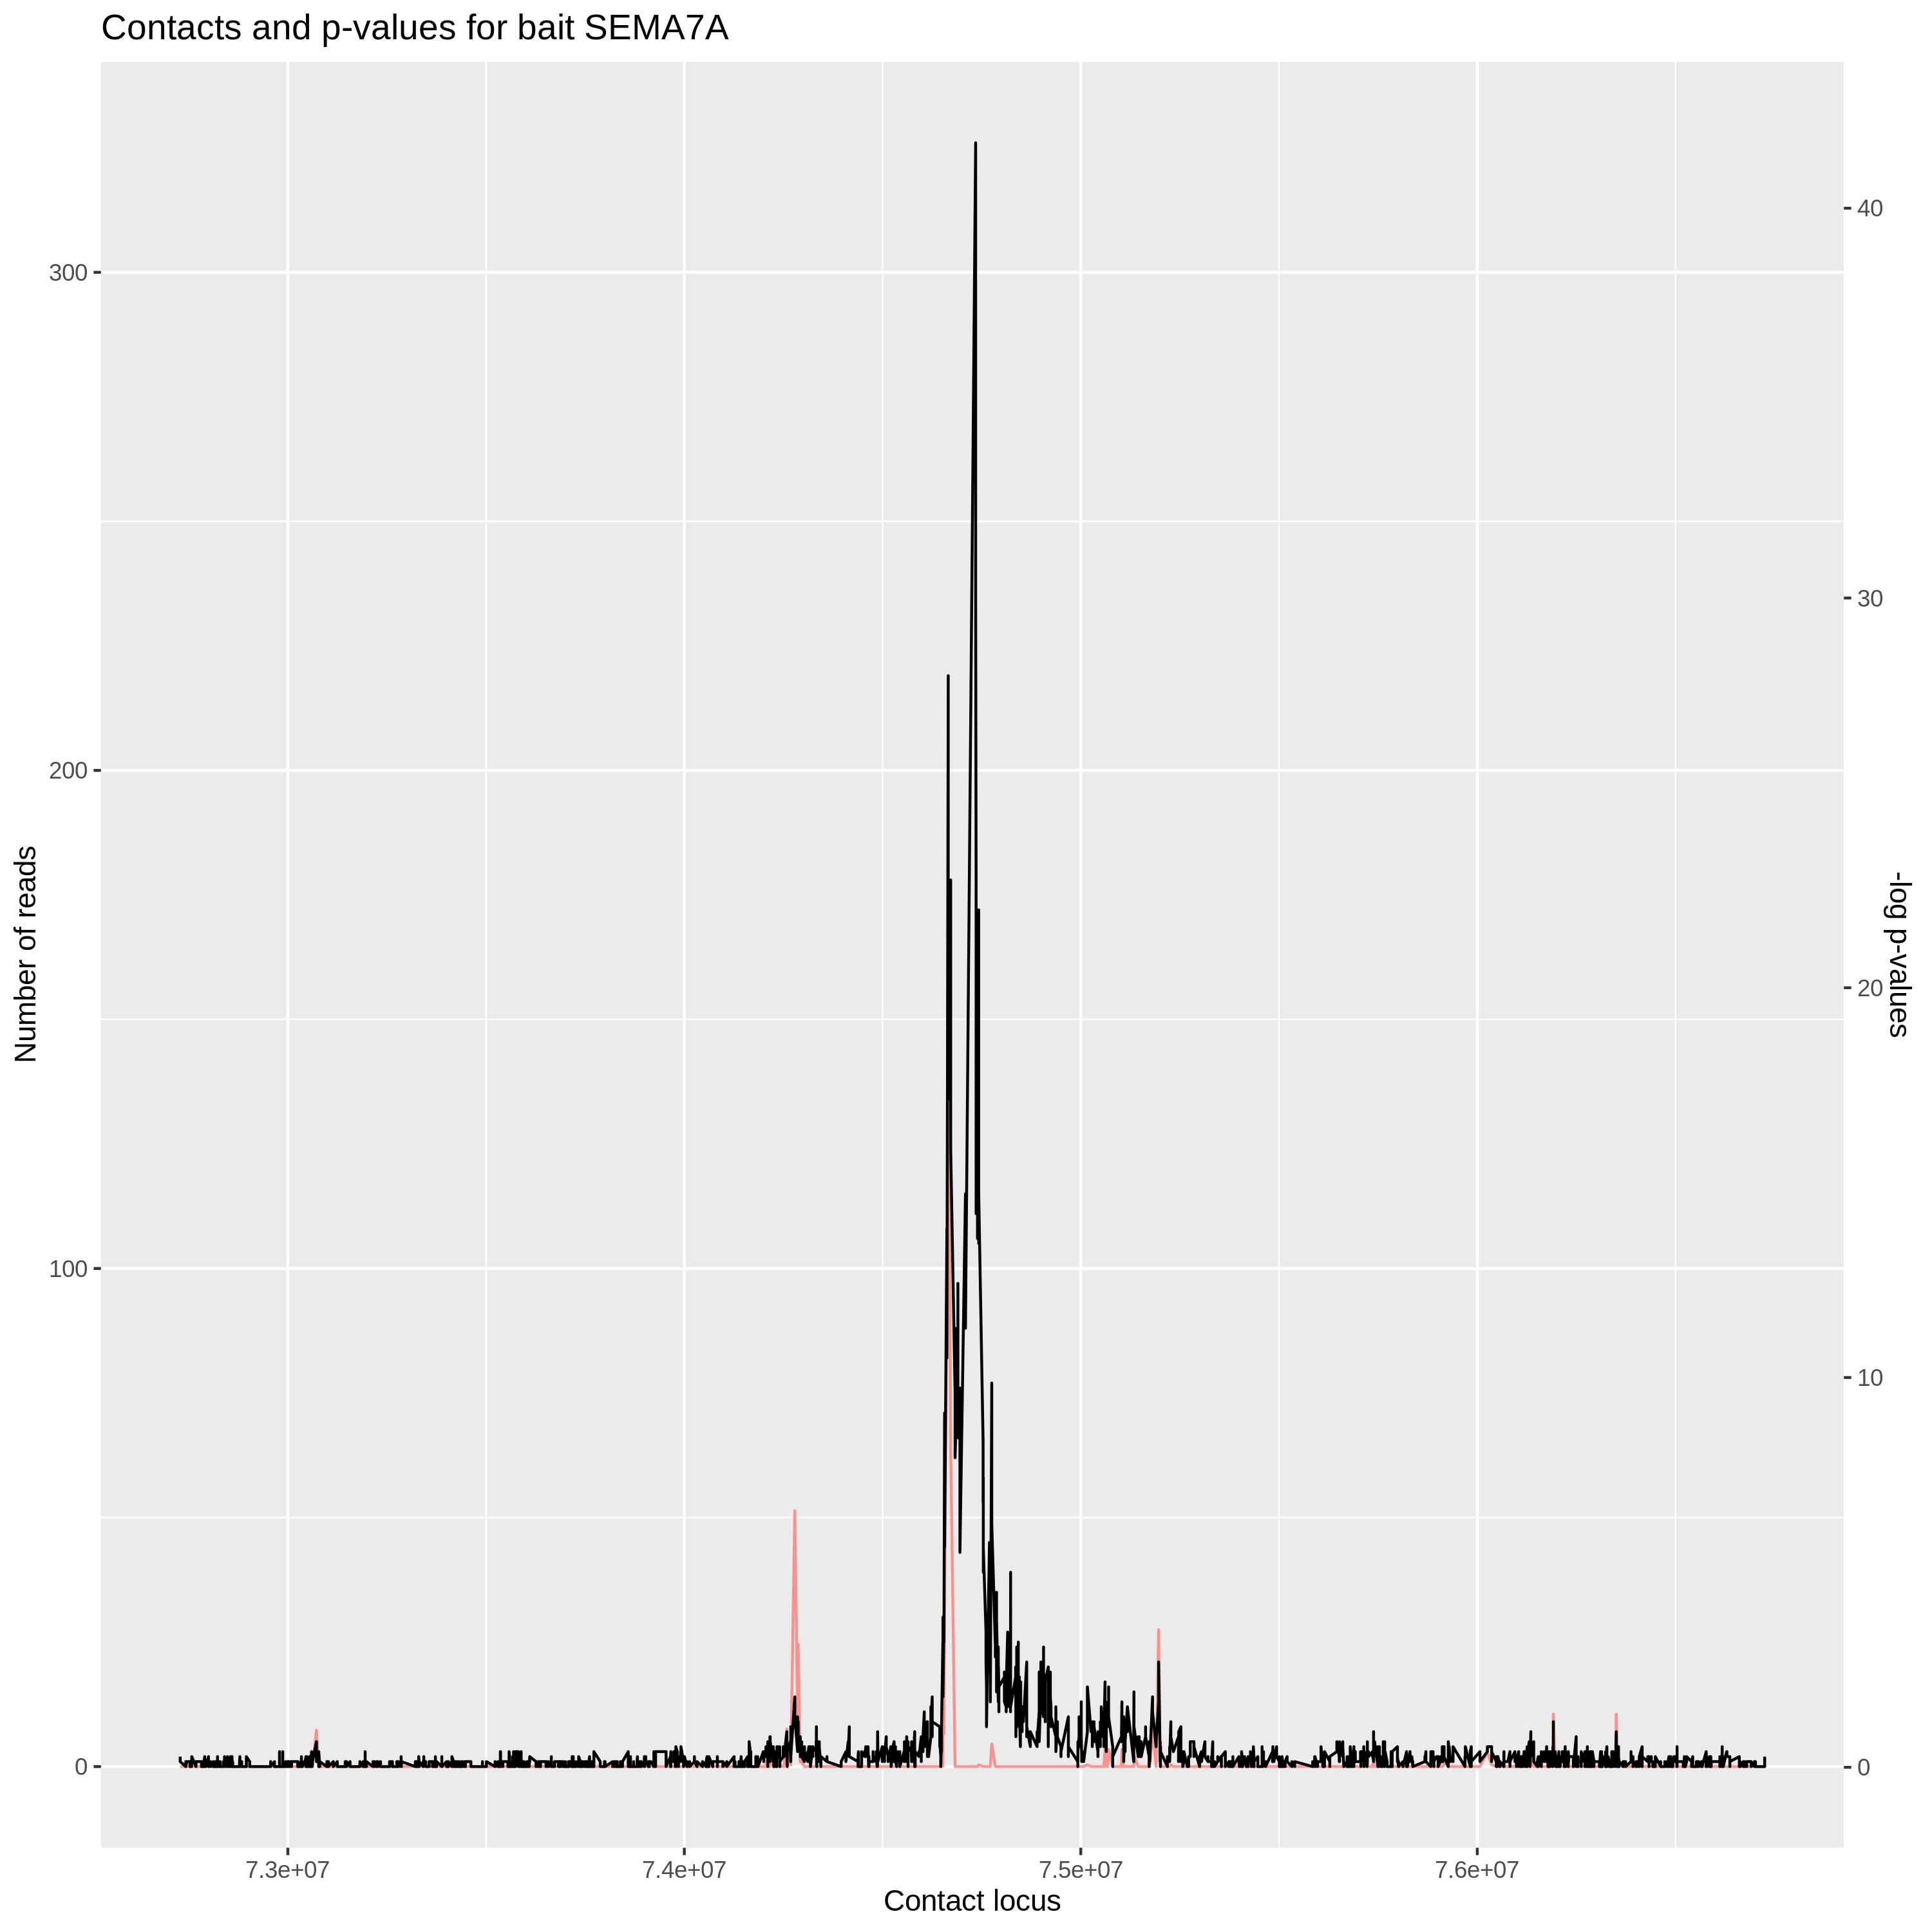 Contacts and p-values for bait SEMA7A
Number of reads
300
200
100
0
40
30
20
10
0
-log p-values
7.3e+07
7.4e+07
7.5e+07
7.6e+07
Contact locus